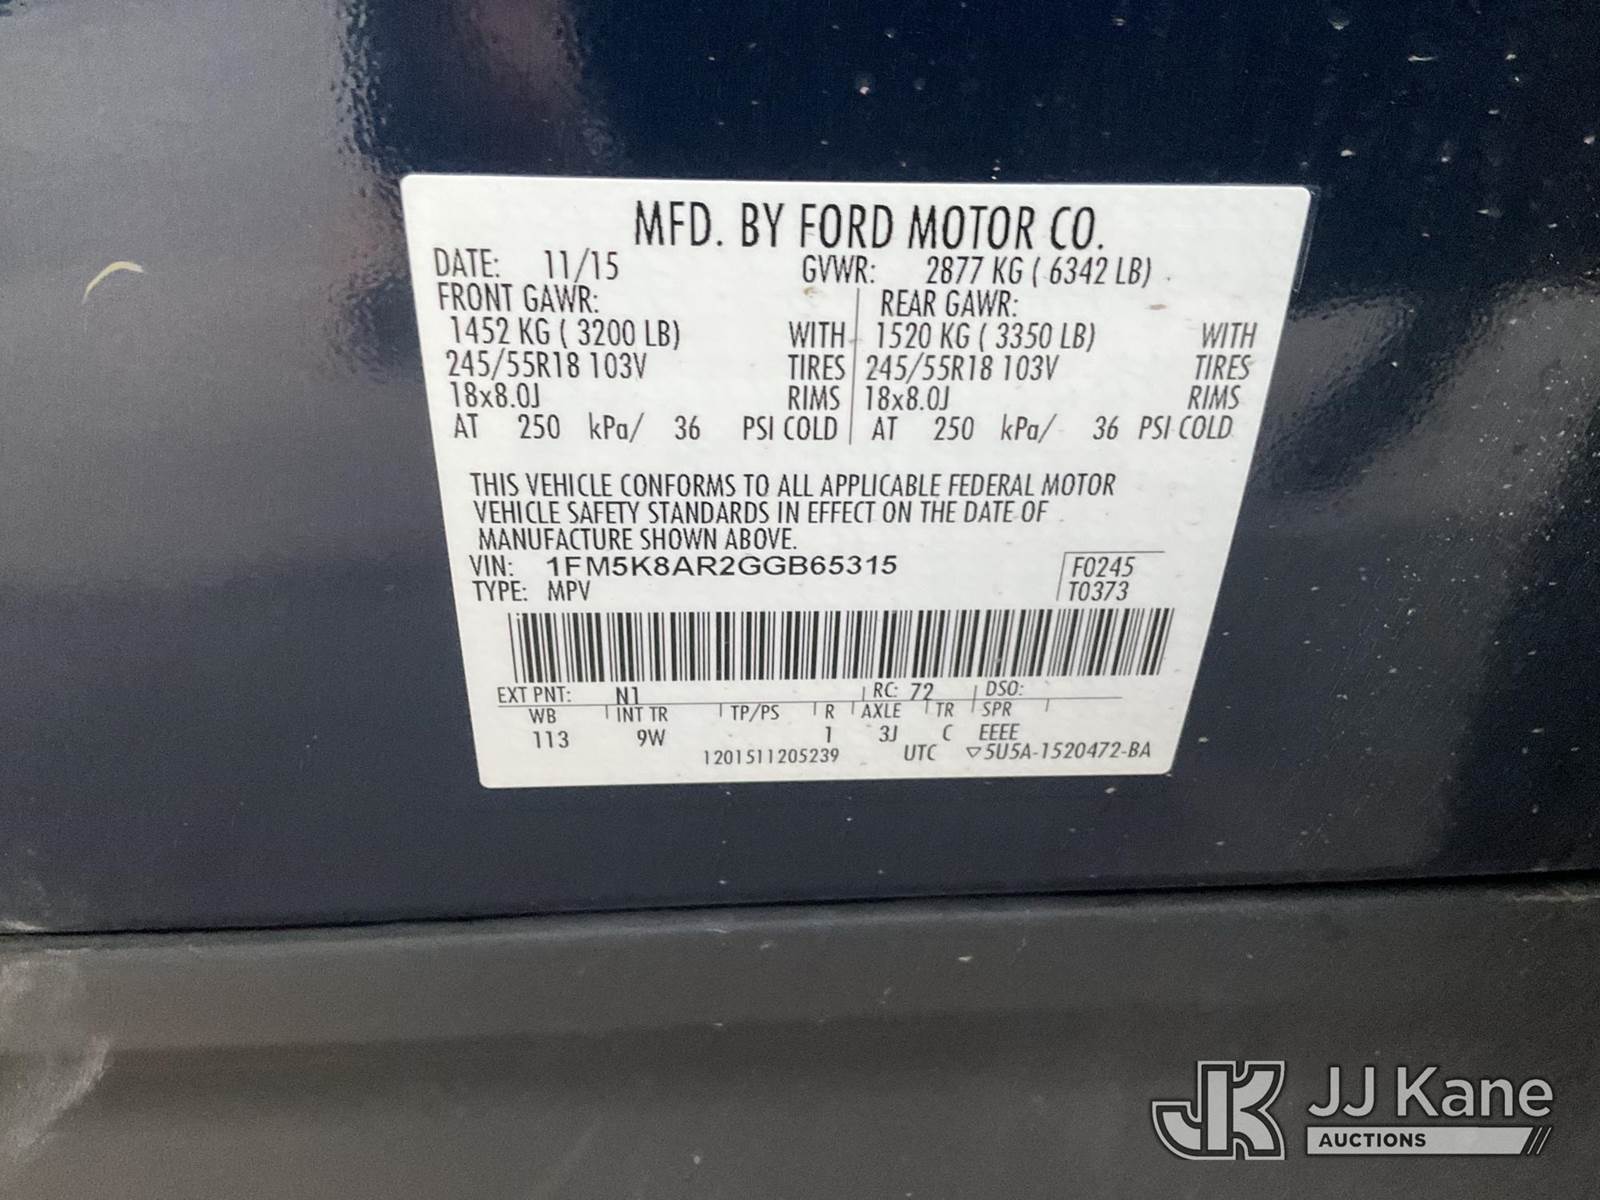 MFD. BY FORD MOTOR CO.
DATE: 11/15 GVWR: 2877 KG ( 6342 LB)
FRONT GAWR: REAR GAWR:
1452 KG ( 3200 LB) WITH 1520 KG ( 3350 LB) WITH
245/55R18 103V TIRES 245/55R18 103V TIRES
18x8.0J RIMS 18x8.0J RIMS
AT 250 kPa/ 36 PSI COLD AT 250 kPa/ 36 PSI COLD
THIS VEHICLE CONFORMS TO ALL APPLICABLE FEDERAL MOTOR
VEHICLE SAFETY STANDARDS IN EFFECT ON THE DATE OF
MANUFACTURE SHOWN ABOVE.
VIN: 1FM5K8AR2GGB65315 F0245
TYPE: MPV T0373
EXT PNT: N1 RC: 72 DSO:
WB INT TR TP/PS R AXLE TR SPR
113 9W 1 3J C EEEE
1201511205239 UTC ▽5U5A-1520472-BA
JK JJ Kane
AUCTIONS